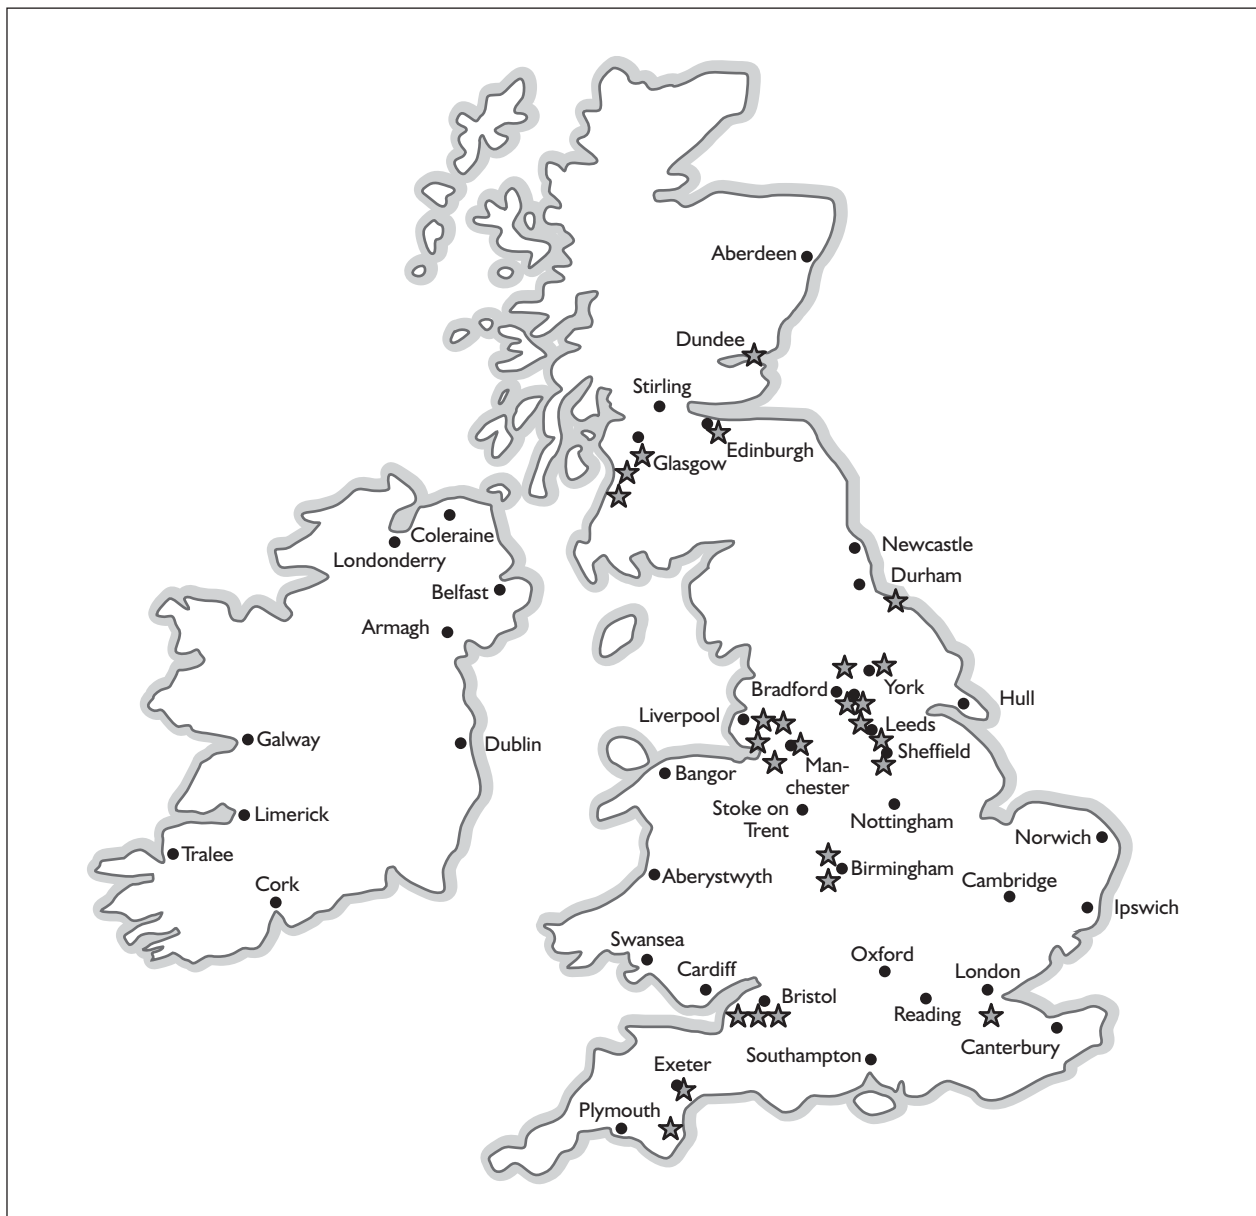 Aberdeen
Dundee
Stirling
Edinburgh
Glasgow
Coleraine
Londonderry
Newcastle
Durham
Belfast
Armagh
York
Bradford
Hull
Liverpool
Leeds
Galway
Dublin
Sheffield
Man-
chester
Bangor
Stoke on
Trent
Nottingham
Limerick
Norwich
Tralee
Birmingham
Aberystwyth
Cambridge
Cork
Ipswich
Swansea
Oxford
Cardiff
London
Bristol
Reading
Canterbury
Southampton
Exeter
Plymouth